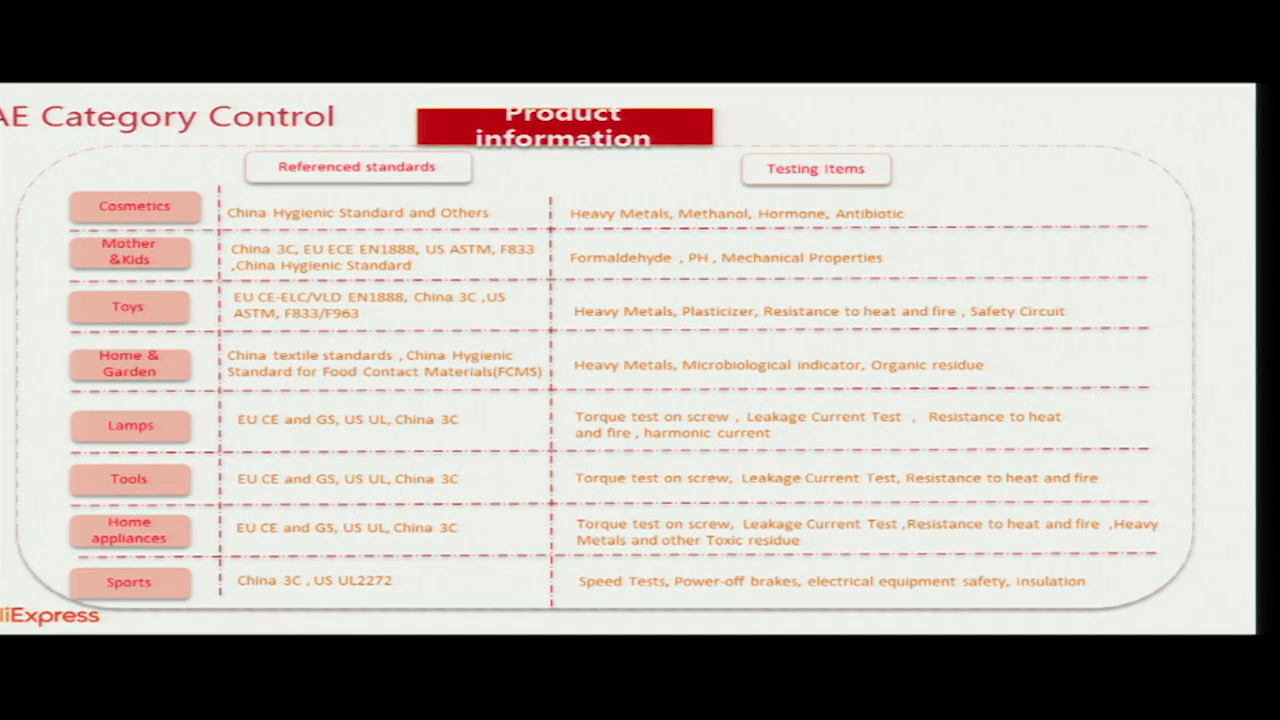 AE Category Control
Product
information
Referenced standards
Testing Items
Cosmetics
China Hygienic Standard and Others
Heavy Metals, Methanol, Hormone, Antibiotic
Mother
&Kids
China 3C, EU ECE EN1888, US ASTM, F833
,China Hygienic Standard
Formaldehyde , PH , Mechanical Properties
Toys
EU CE-ELC/VLD EN1888, China 3C ,US
ASTM, F833/F963
Heavy Metals, Plasticizer, Resistance to heat and fire , Safety Circuit
Home &
Garden
China textile standards , China Hygienic
Standard for Food Contact Materials(FCMS)
Heavy Metals, Microbiological indicator, Organic residue
Lamps
EU CE and GS, US UL, China 3C
Torque test on screw , Leakage Current Test , Resistance to heat
and fire , harmonic current
Tools
EU CE and GS, US UL, China 3C
Torque test on screw, Leakage Current Test, Resistance to heat and fire
Home
appliances
EU CE and GS, US UL, China 3C
Torque test on screw, Leakage Current Test ,Resistance to heat and fire ,Heavy
Metals and other Toxic residue
Sports
China 3C , US UL2272
Speed Tests, Power-off brakes, electrical equipment safety, Insulation
liExpress